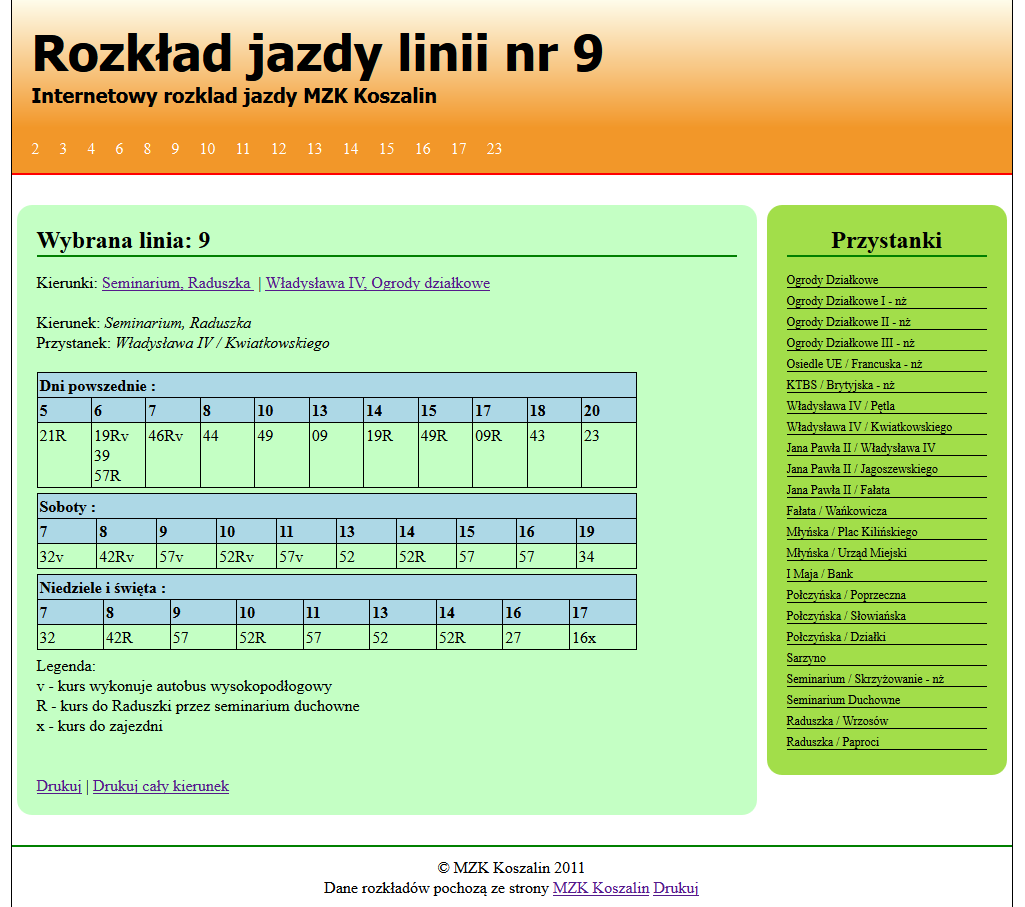 Rozkład jazdy linii nr 9
Internetowy rozklad jazdy MZK Koszalin
2 3 4 6 8 9 10 11 12 13 14 15 16 17 23
Wybrana linia: 9
Kierunki: Seminarium, Raduszka | Władysława IV, Ogrody działkowe
Kierunek: Seminarium, Raduszka
Przystanek: Władysława IV / Kwiatkowskiego
Dni powszednie :
5 6 7 8 10 13 14 15 17 18 20
21R 19Rv 46Rv 44 49 09 19R 49R 09R 43 23
39
57R
Soboty :
7 8 9 10 11 13 14 15 16 19
32v 42Rv 57v 52Rv 57v 52 52R 57 57 34
Niedziele i święta :
7 8 9 10 11 13 14 16 17
32 42R 57 52R 57 52 52R 27 16x
Legenda:
v - kurs wykonuje autobus wysokopodłogowy
R - kurs do Raduszki przez seminarium duchowne
x - kurs do zajezdni
Drukuj | Drukuj cały kierunek
Przystanki
Ogrody Działkowe
Ogrody Działkowe I - nż
Ogrody Działkowe II - nż
Ogrody Działkowe III - nż
Osiedle UE / Francuska - nż
KTBS / Brytyjska - nż
Władysława IV / Pętla
Władysława IV / Kwiatkowskiego
Jana Pawła II / Władysława IV
Jana Pawła II / Jagoszewskiego
Jana Pawła II / Fałata
Fałata / Wańkowicza
Młyńska / Plac Kilińskiego
Młyńska / Urząd Miejski
I Maja / Bank
Połczyńska / Poprzeczna
Połczyńska / Słowiańska
Połczyńska / Działki
Sarzyno
Seminarium / Skrzyżowanie - nż
Seminarium Duchowne
Raduszka / Wrzosów
Raduszka / Paproci
© MZK Koszalin 2011
Dane rozkładów pochozą ze strony MZK Koszalin Drukuj